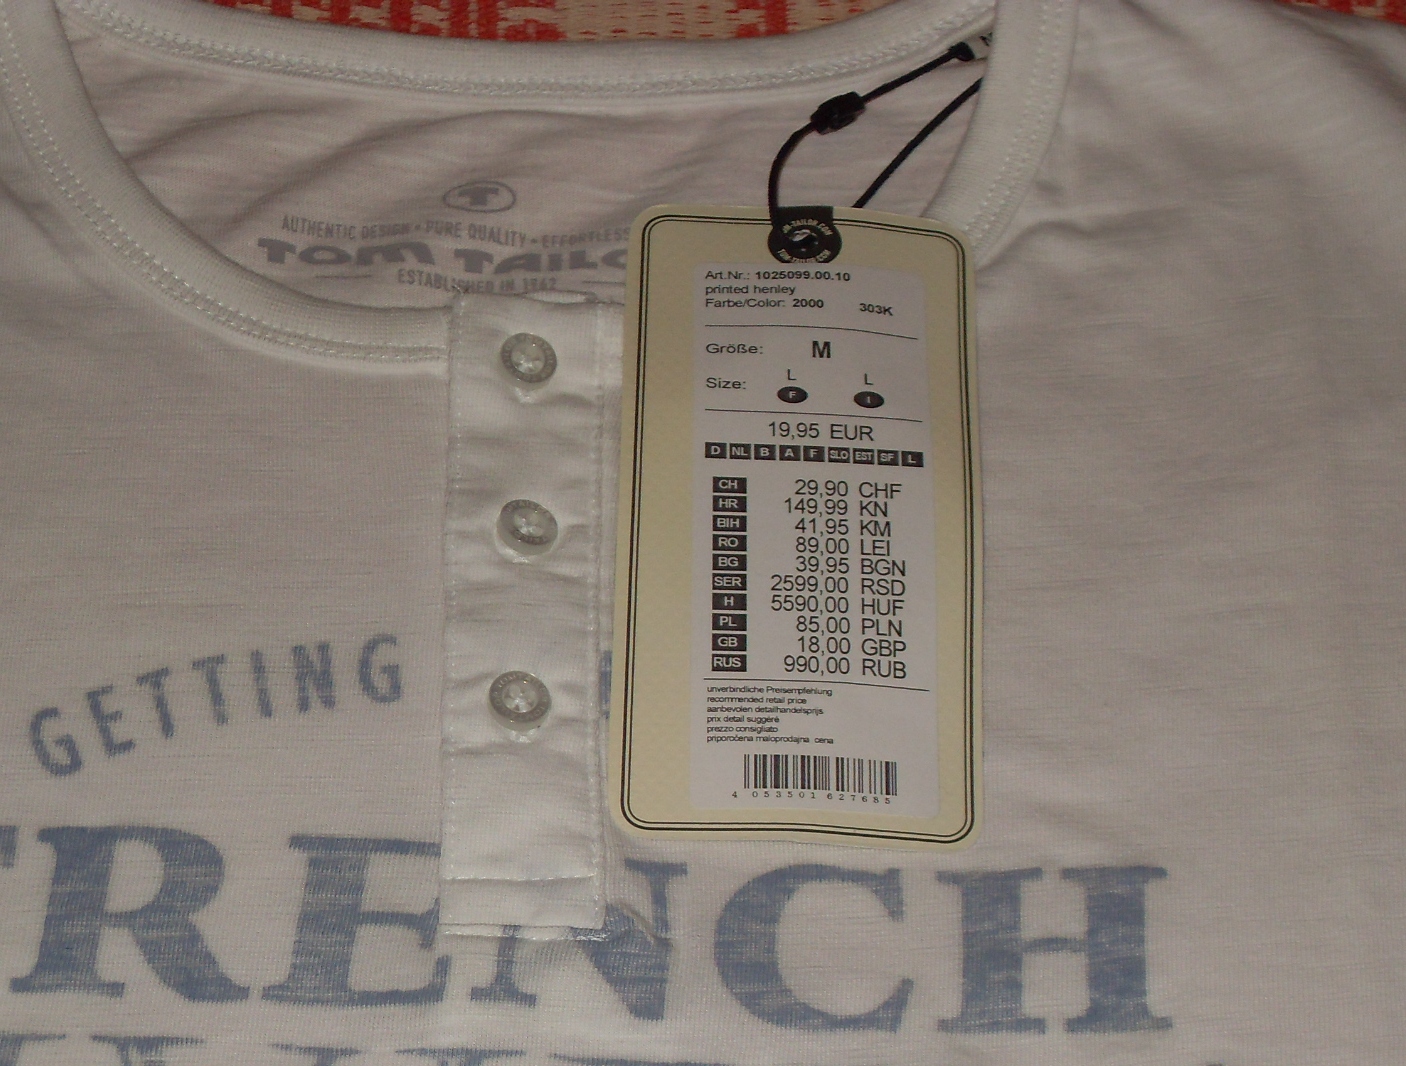 T
AUTHENTIC DESIGN • PURE QUALITY • EFFORTLESS
TOM TAILO
ESTABLISHED IN 1962
TOM-TAILOR.COM
Art.Nr.: 1025099.00.10
printed henley
Farbe/Color: 2000 303K
Größe: M
L L
Size: F I
19,95 EUR
D NL B A F SLO EST SF L
CH 29,90 CHF
HR 149,99 KN
BIH 41,95 KM
RO 89,00 LEI
BG 39,95 BGN
SER 2599,00 RSD
H 5590,00 HUF
PL 85,00 PLN
GB 18,00 GBP
RUS 990,00 RUB
unverbindliche Preisempfehlung
recommended retail price
aanbevolen detailhandelsprijs
prix detail suggéré
prezzo consigliato
priporočena maloprodajna cena
4 053501 627685
GETTING
FRENCH